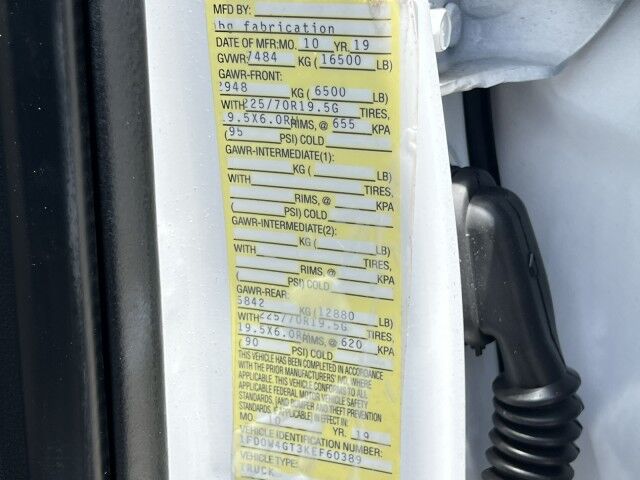 MFD BY:
hg fabrication
DATE OF MFR: MO. 10 YR. 19
GVWR 7484 KG (16500 LB)
GAWR-FRONT:
2948 KG (6500 LB)
WITH 225/70R19.5G TIRES,
19.5X6.0RW RIMS, @ 655 KPA
(95 PSI) COLD
GAWR-INTERMEDIATE(1):
KG ( LB)
WITH TIRES,
RIMS, @ KPA
( PSI) COLD
GAWR-INTERMEDIATE(2):
KG ( LB)
WITH TIRES,
RIMS, @ KPA
( PSI) COLD
GAWR-REAR:
5842 KG (12880 LB)
WITH 225/70R19.5G TIRES,
19.5X6.0RW RIMS, @ 620 KPA
(90 PSI) COLD
THIS VEHICLE HAS BEEN COMPLETED IN ACCORDANCE
WITH THE PRIOR MANUFACTURERS' IVD, WHERE
APPLICABLE. THIS VEHICLE CONFORMS TO ALL
APPLICABLE FEDERAL MOTOR VEHICLE SAFETY
STANDARDS, [AND BUMPER AND THEFT PREVENTION
STANDARDS, IF APPLICABLE] IN EFFECT IN
MO. 10 YR. 19
VEHICLE IDENTIFICATION NUMBER:
1FD0W4GT3KEF60389
VEHICLE TYPE:
TRUCK